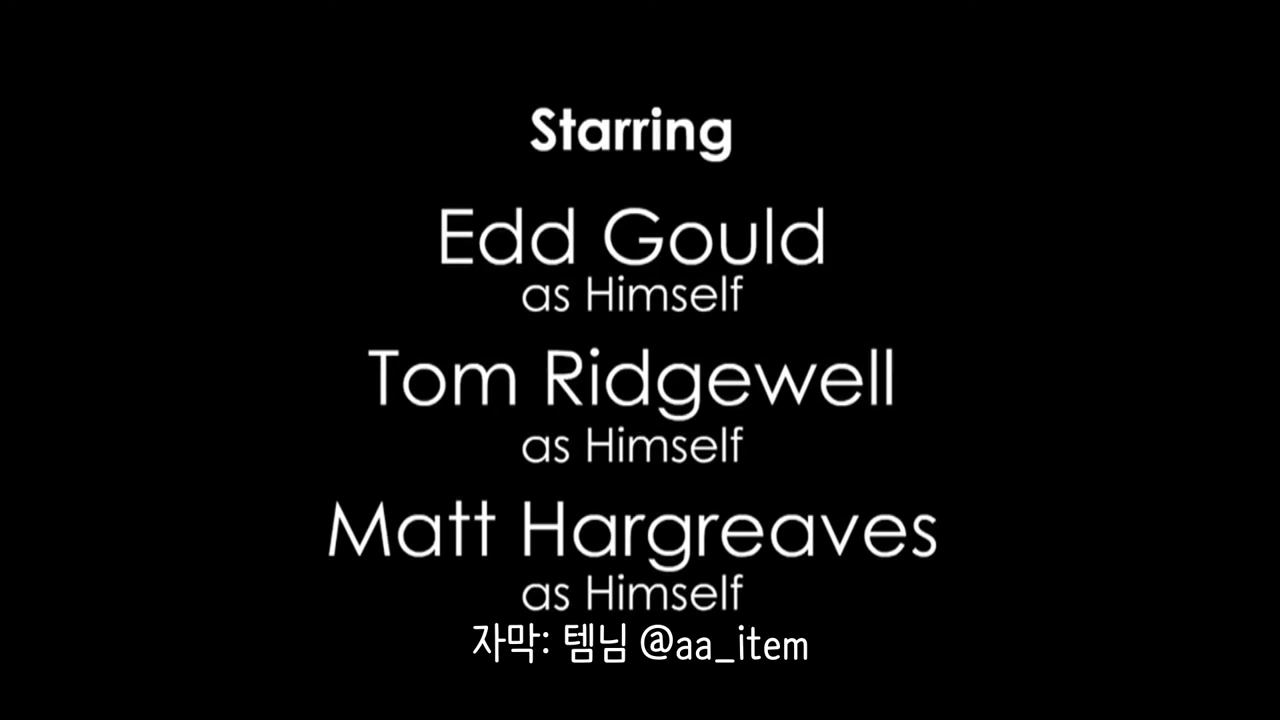 Starring
Edd Gould
as Himself
Tom Ridgewell
as Himself
Matt Hargreaves
as Himself
자막: 템님 @aa_item